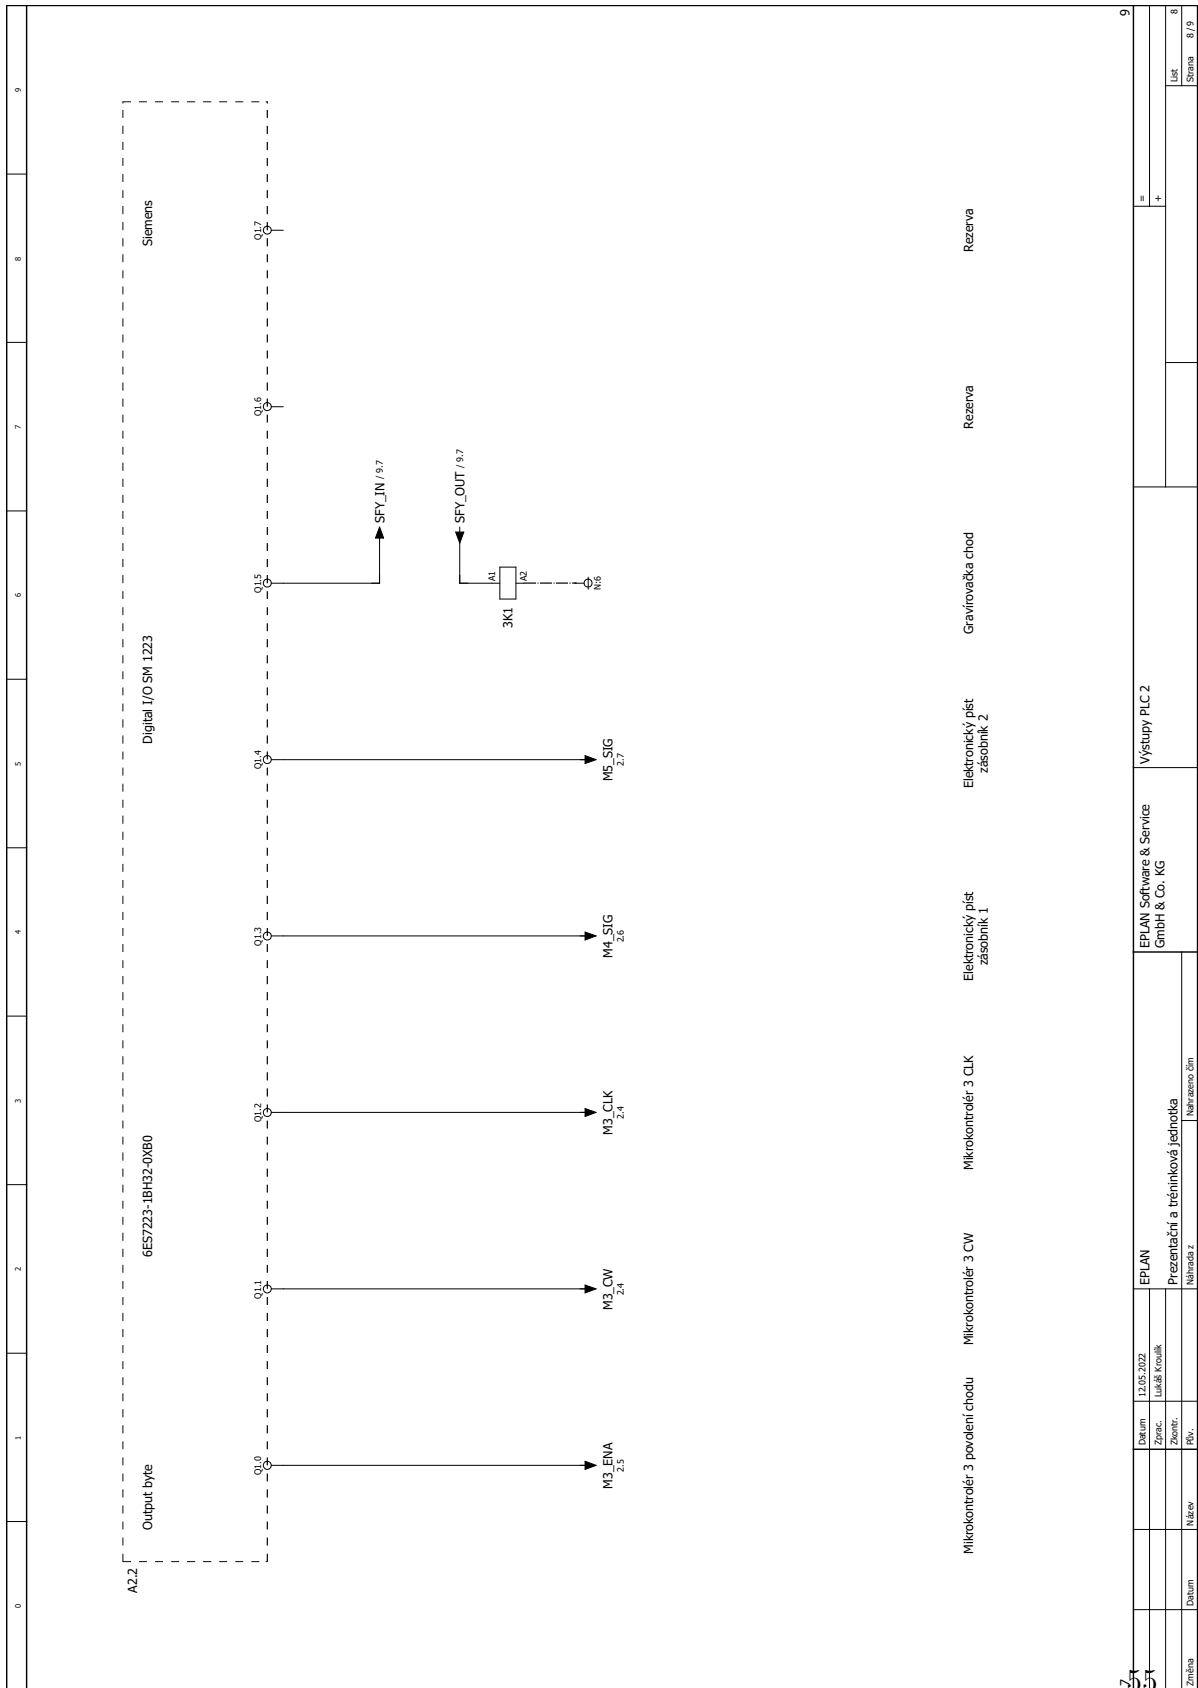 0 1 2 3 4 5 6 7 8 9
A2.2
Output byte 6ES7223-1BH32-0XB0 Digital I/O SM 1223 Siemens
Q1.0 Q1.1 Q1.2 Q1.3 Q1.4 Q1.5 Q1.6 Q1.7
SFY_IN / 9.7
SFY_OUT / 9.7
A1
3K1
A2
N:6
M3_ENA M3_CW M3_CLK M4_SIG M5_SIG
2.5 2.4 2.4 2.6 2.7
Mikrokontrolér 3 povolení chodu Mikrokontrolér 3 CW Mikrokontrolér 3 CLK Elektronický píst Elektronický píst Gravírovačka chod Rezerva Rezerva
zásobník 1 zásobník 2
7 9
55
Datum 12.05.2022 EPLAN EPLAN Software & Service Výstupy PLC 2 =
Zprac. Lukáš Kroulík GmbH & Co. KG +
Zkontr. Prezentační a tréninková jednotka List 8
Změna Datum Název Pův. Náhrada z Nahrazeno čím Strana 8 / 9